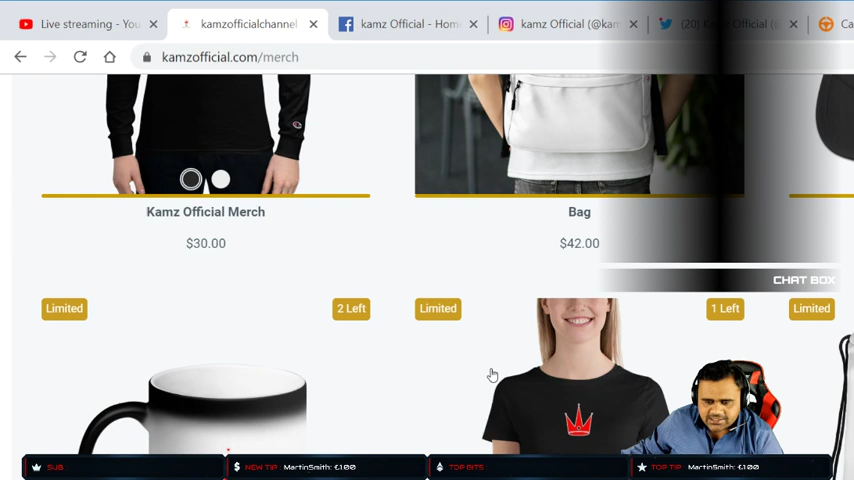 Live streaming - You
kamzofficialchannel
kamz Official - Hom
kamz Official (@kam
(20) Ka Official (
Ca
kamzofficial.com/merch
Kamz Official Merch
$30.00
Bag
$42.00
CHAT BOX
Limited
2 Left
Limited
1 Left
Limited
SUB
NEW TIP : MartinSmith: £1.00
TOP BITS
TOP TIP : MartinSmith: £1.00